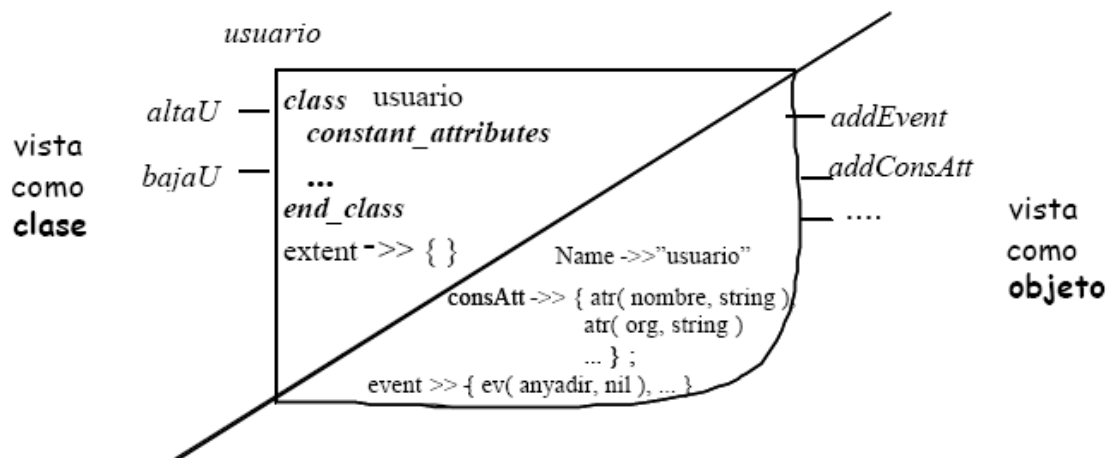 usuario
altaU
bajaU
vista
como
clase
class usuario
constant_attributes
...
end_class
extent ->> { }
addEvent
addConsAtt
....
vista
como
objeto
Name ->>”usuario”
consAtt ->> { atr( nombre, string ),
atr( org, string )
... } ;
event >> { ev( anyadir, nil ), ... }